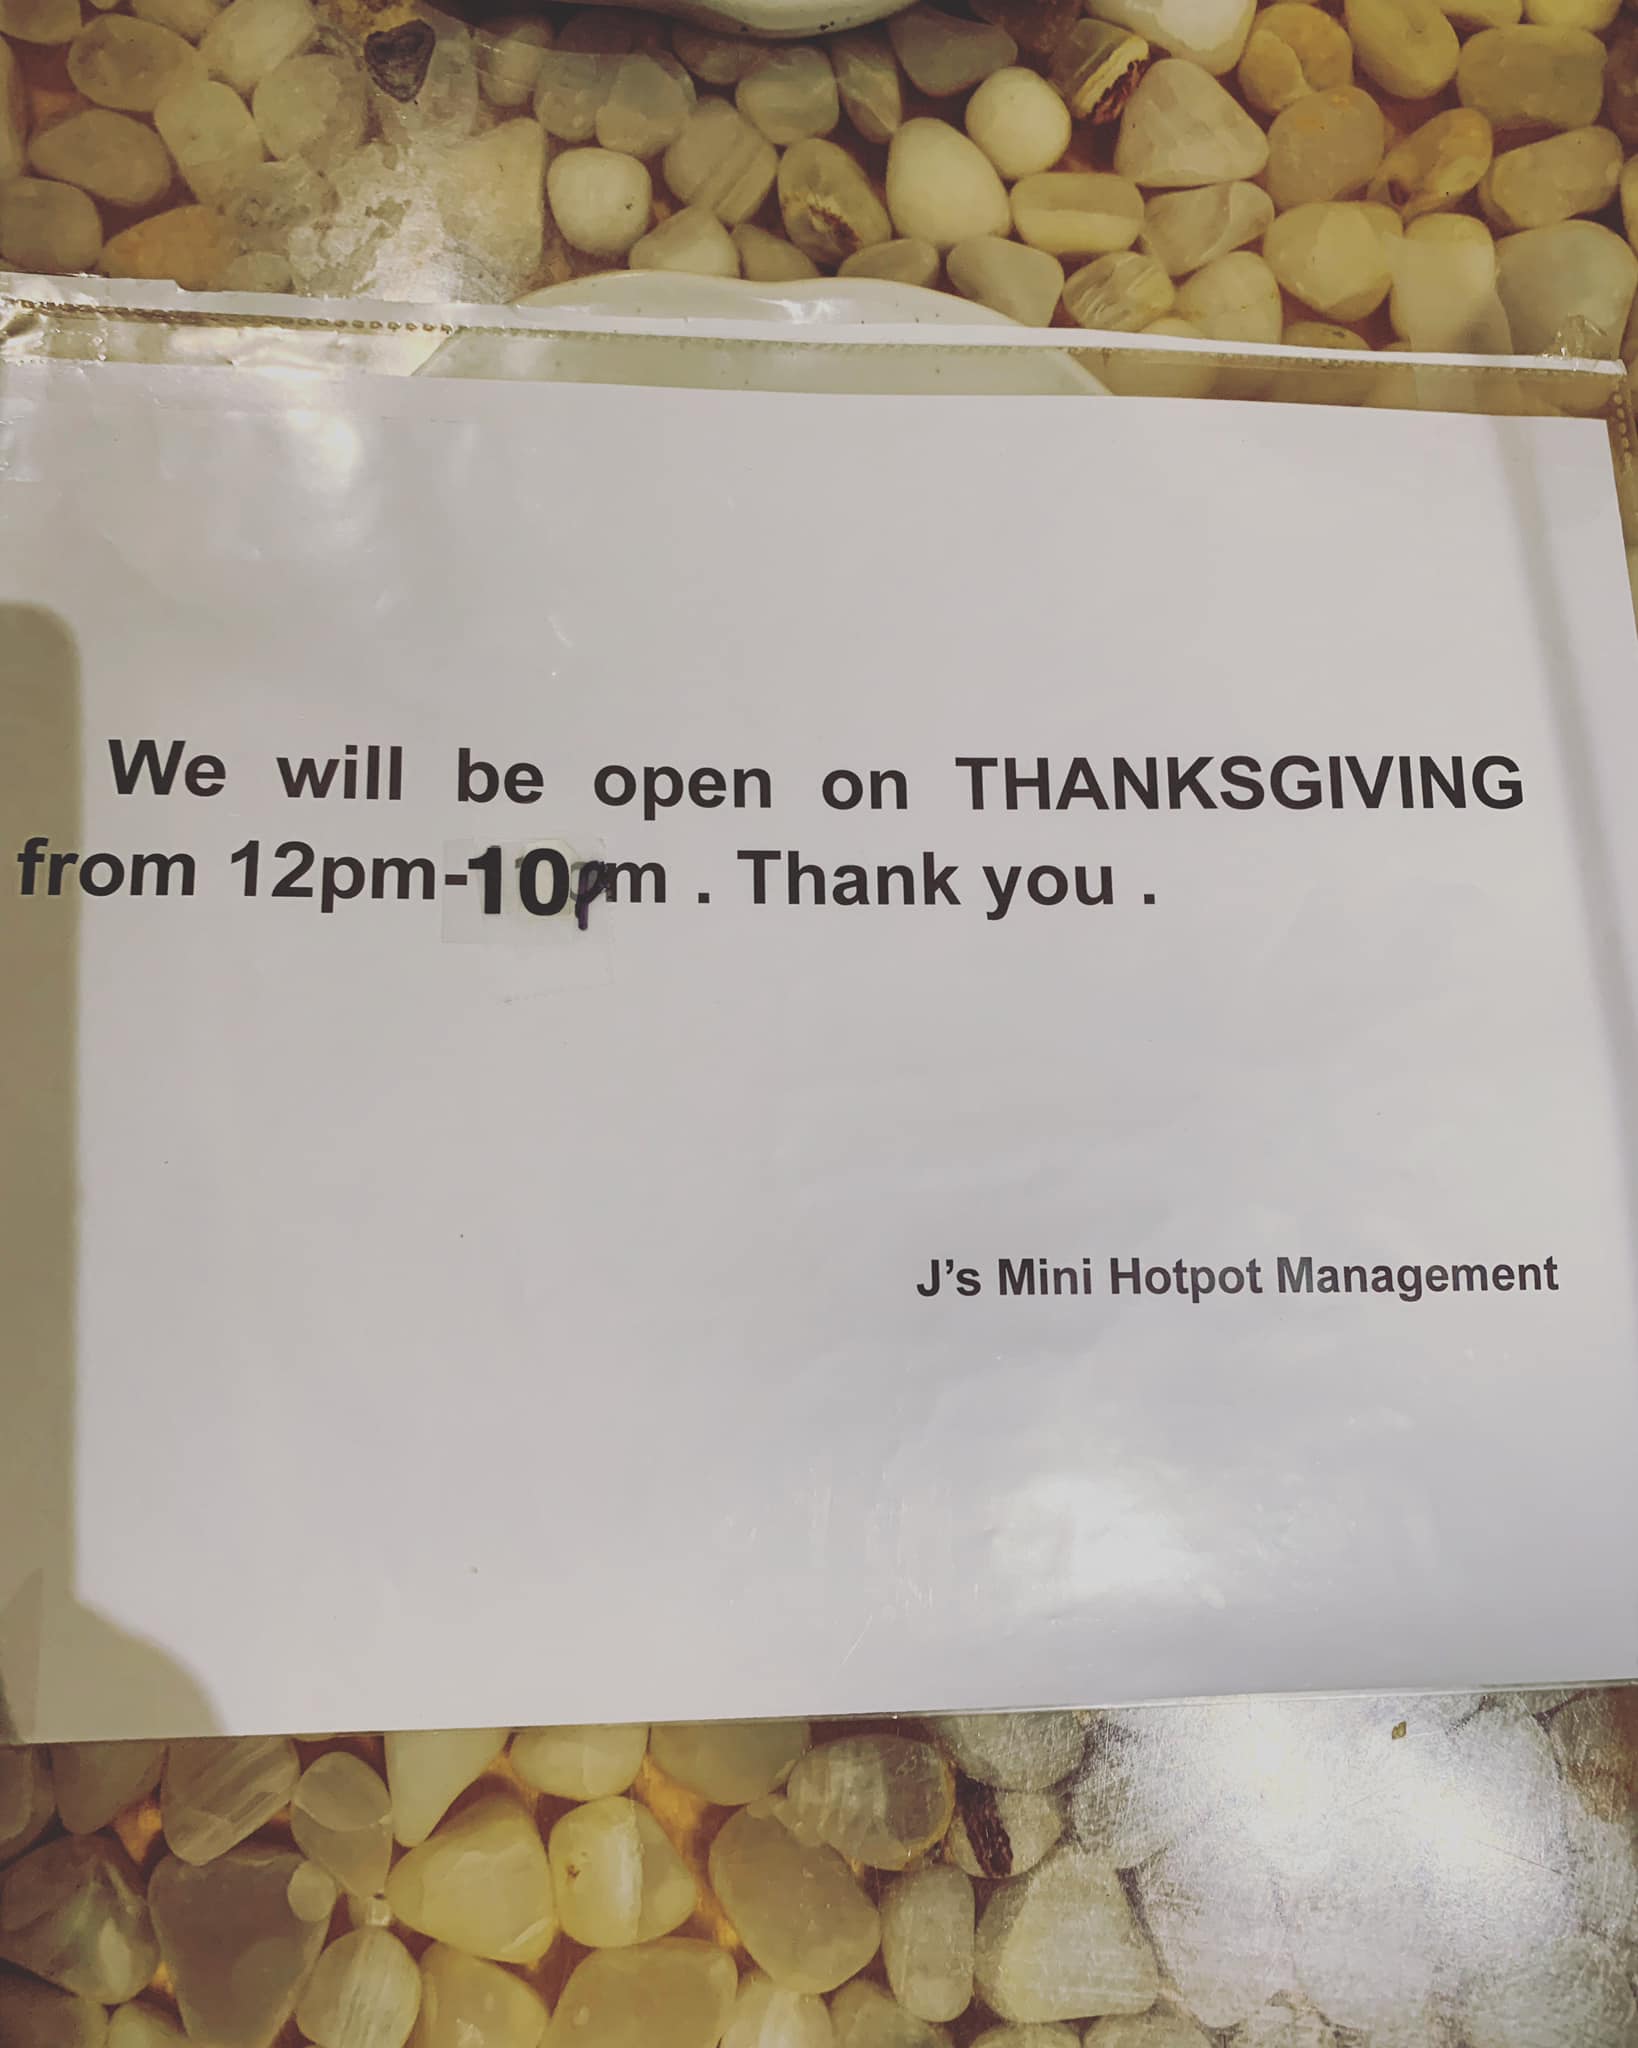 We will be open on THANKSGIVING
from 12pm-10pm . Thank you .
J's Mini Hotpot Management